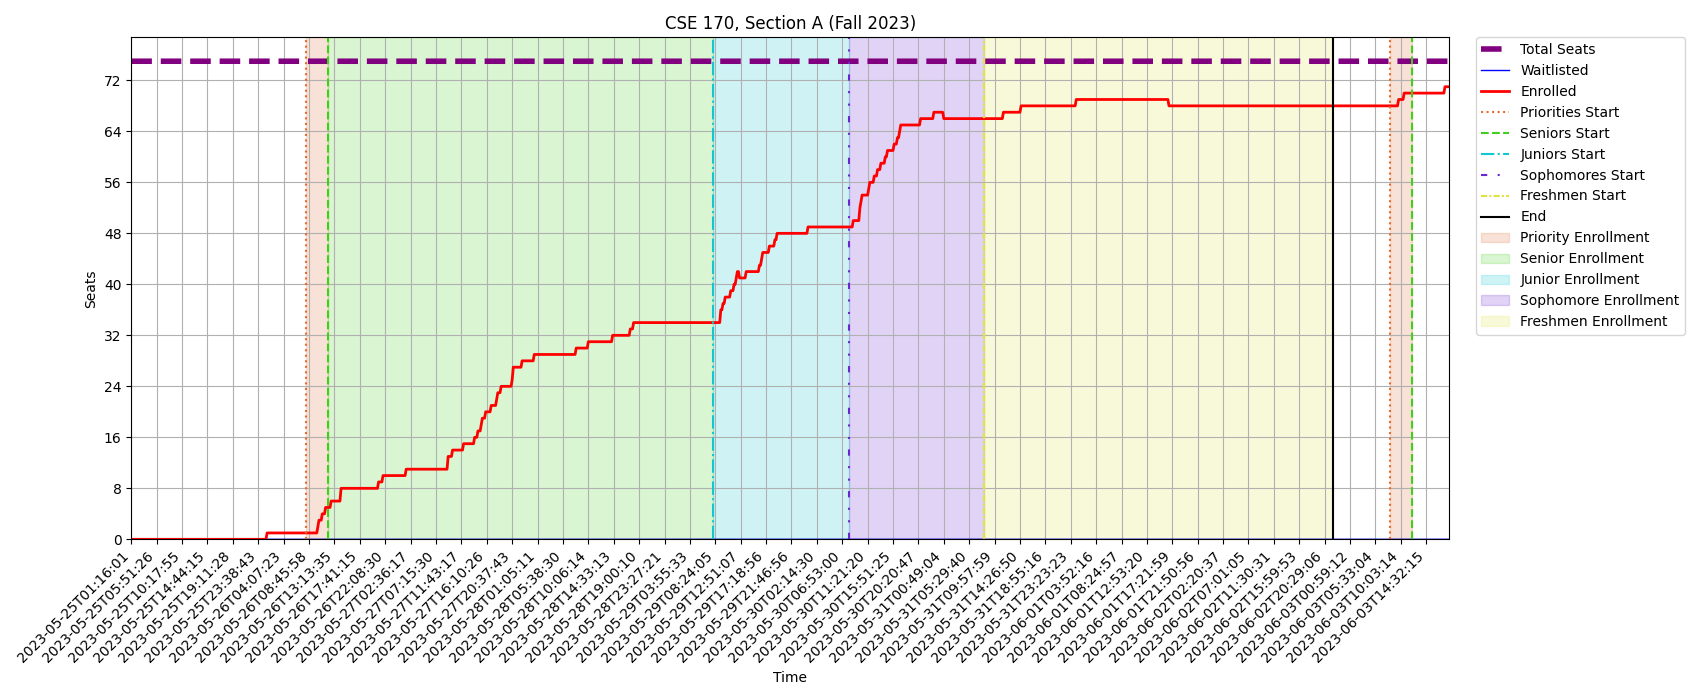 CSE 170, Section A (Fall 2023)
Seats
72
64
56
48
40
32
24
16
8
0
2023-05-25T01:16:01
2023-05-25T05:51:26
2023-05-25T10:17:55
2023-05-25T14:44:15
2023-05-25T19:11:28
2023-05-25T23:38:43
2023-05-26T04:07:23
2023-05-26T08:45:58
2023-05-26T13:13:35
2023-05-26T17:41:15
2023-05-26T22:08:30
2023-05-27T02:36:17
2023-05-27T07:15:30
2023-05-27T11:43:17
2023-05-27T16:10:26
2023-05-27T20:37:43
2023-05-28T01:05:11
2023-05-28T05:38:30
2023-05-28T10:06:14
2023-05-28T14:33:13
2023-05-28T19:00:10
2023-05-28T23:27:21
2023-05-29T03:55:33
2023-05-29T08:24:05
2023-05-29T12:51:07
2023-05-29T17:18:56
2023-05-29T21:46:56
2023-05-30T02:14:30
2023-05-30T06:53:00
2023-05-30T11:21:20
2023-05-30T15:51:25
2023-05-30T20:20:47
2023-05-31T00:49:04
2023-05-31T05:29:40
2023-05-31T09:57:59
2023-05-31T14:26:50
2023-05-31T18:55:16
2023-05-31T23:23:23
2023-06-01T03:52:16
2023-06-01T08:24:57
2023-06-01T12:53:20
2023-06-01T17:21:59
2023-06-01T21:50:56
2023-06-02T02:20:37
2023-06-02T07:01:05
2023-06-02T11:30:31
2023-06-02T15:59:53
2023-06-02T20:29:06
2023-06-03T00:59:12
2023-06-03T05:33:04
2023-06-03T10:03:14
2023-06-03T14:32:15
Time
Total Seats
Waitlisted
Enrolled
Priorities Start
Seniors Start
Juniors Start
Sophomores Start
Freshmen Start
End
Priority Enrollment
Senior Enrollment
Junior Enrollment
Sophomore Enrollment
Freshmen Enrollment